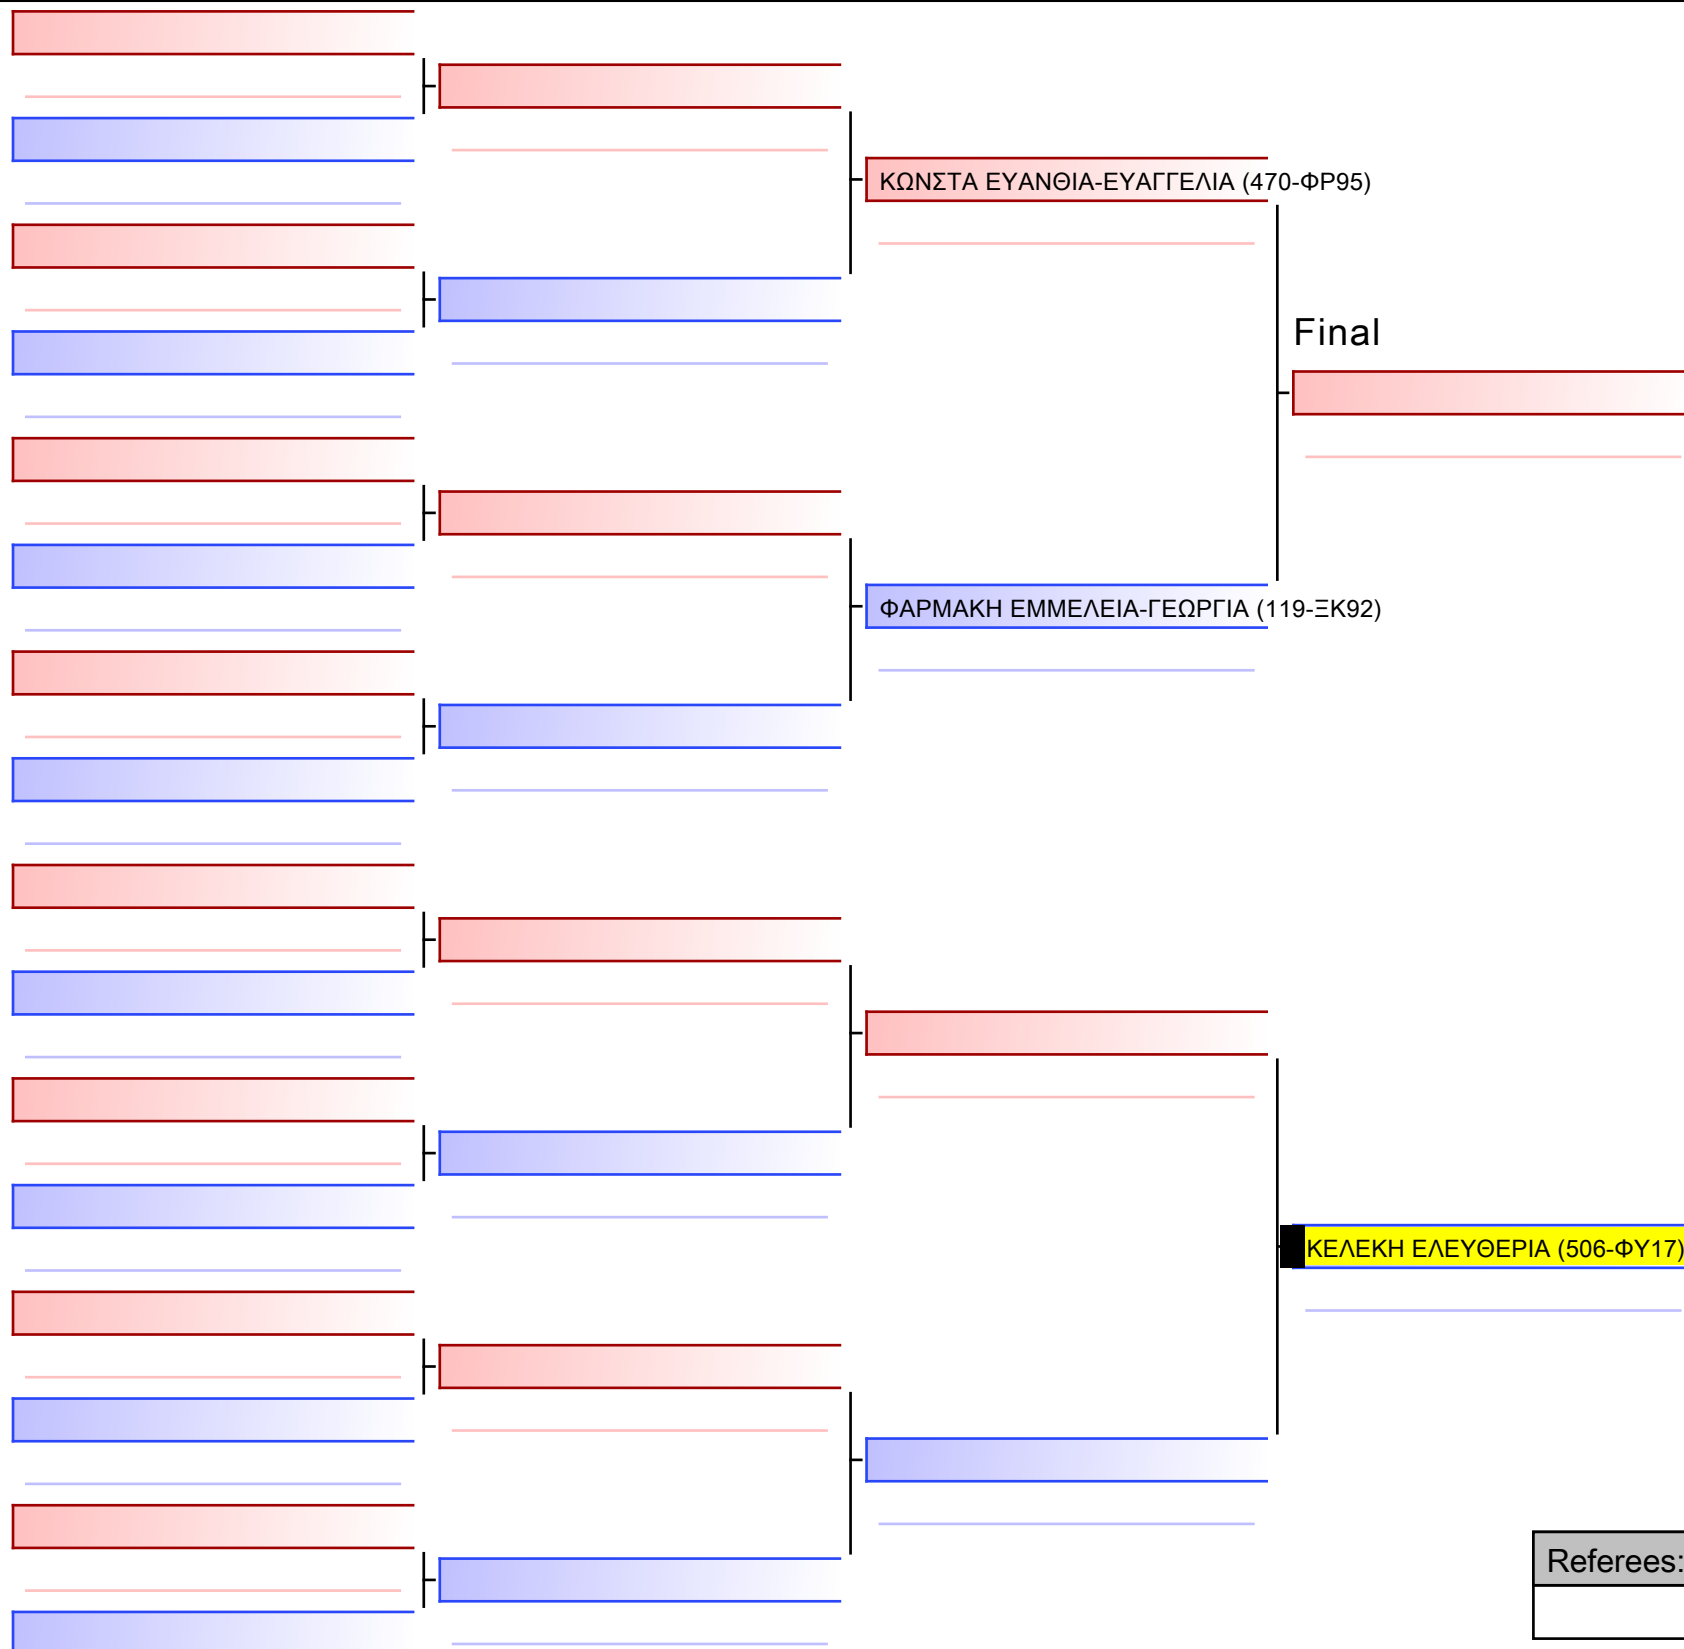 ΚΩΝΣΤΑ ΕΥΑΝΘΙΑ-ΕΥΑΓΓΕΛΙΑ (470-ΦΡ95)
Final
ΦΑΡΜΑΚΗ ΕΜΜΕΛΕΙΑ-ΓΕΩΡΓΙΑ (119-ΞΚ92)
ΚΕΛΕΚΗ ΕΛΕΥΘΕΡΙΑ (506-ΦΥ17)
Referees: